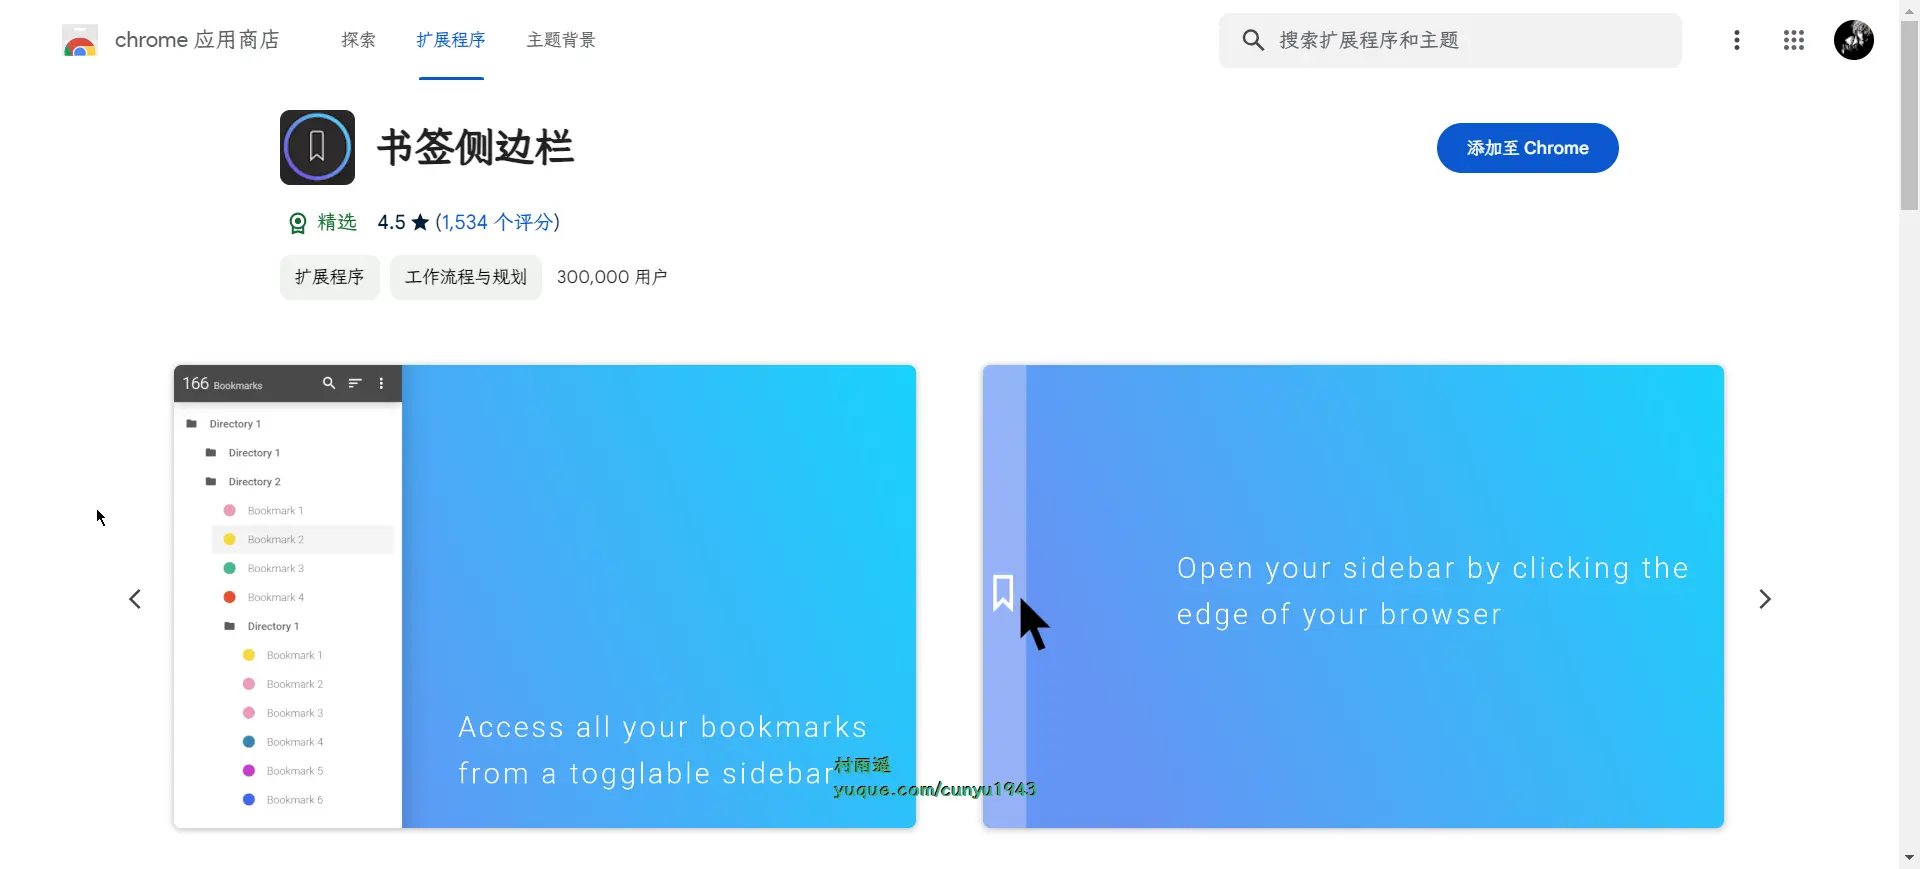 chrome 应用商店
探索
扩展程序
主题背景
搜索扩展程序和主题
书签侧边栏
添加至 Chrome
精选
4.5 ★ (1,534 个评分)
扩展程序
工作流程与规划
300,000 用户
166 Bookmarks
Directory 1
Directory 1
Directory 2
Bookmark 1
Bookmark 2
Bookmark 3
Bookmark 4
Directory 1
Bookmark 1
Bookmark 2
Bookmark 3
Bookmark 4
Bookmark 5
Bookmark 6
Access all your bookmarks
from a togglable sidebar
Open your sidebar by clicking the
edge of your browser
村雨遥
yuque.com/cunyu1943